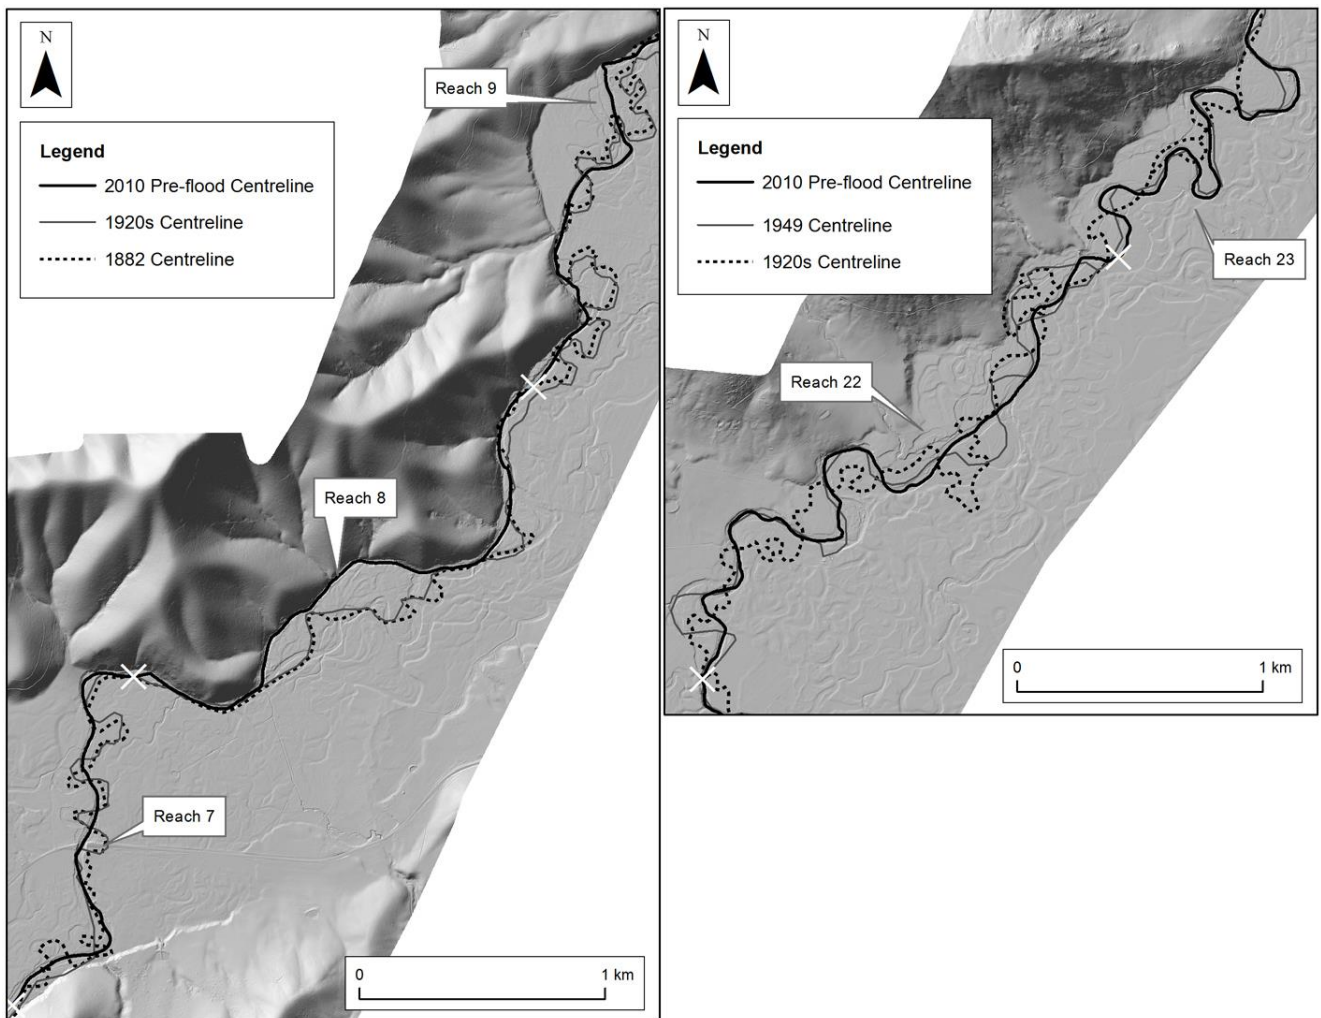 N
Legend
2010 Pre-flood Centreline
1920s Centreline
1882 Centreline
Reach 9
Reach 8
Reach 7
0 1 km
N
Legend
2010 Pre-flood Centreline
1949 Centreline
1920s Centreline
Reach 23
Reach 22
0 1 km